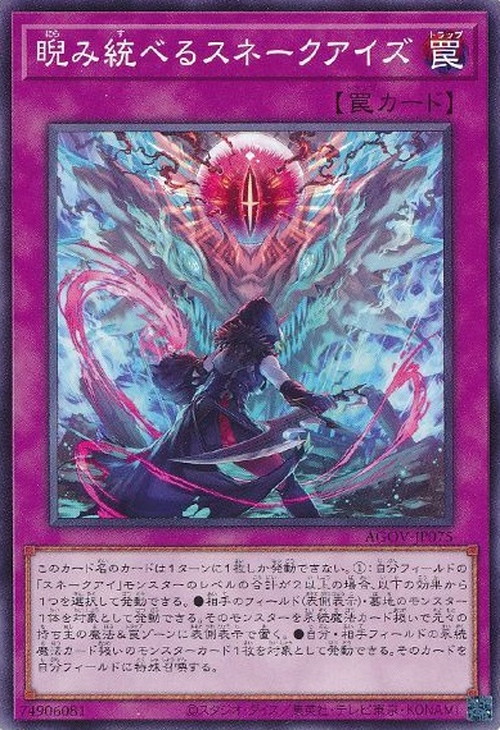 睨み統べるスネークアイズ
にら
す
罠
トラップ
【罠カード】
AGOV-JP075
このカード名のカードは1ターンに1枚しか発動できない。①：自分フィールドの
「スネークアイ」モンスターのレベルの合計が2以上の場合、以下の効果から
1つを選択して発動できる。●相手のフィールド(表側表示)・墓地のモンスター
1体を対象として発動できる。そのモンスターを永続魔法カード扱いで元々の
持ち主の魔法&罠ゾーンに表側表示で置く。●自分・相手フィールドの永続
魔法カード扱いのモンスターカード1枚を対象として発動できる。そのカードを
自分フィールドに特殊召喚する。
74906081
©スタジオ・ダイス/集英社・テレビ東京・KONAMI